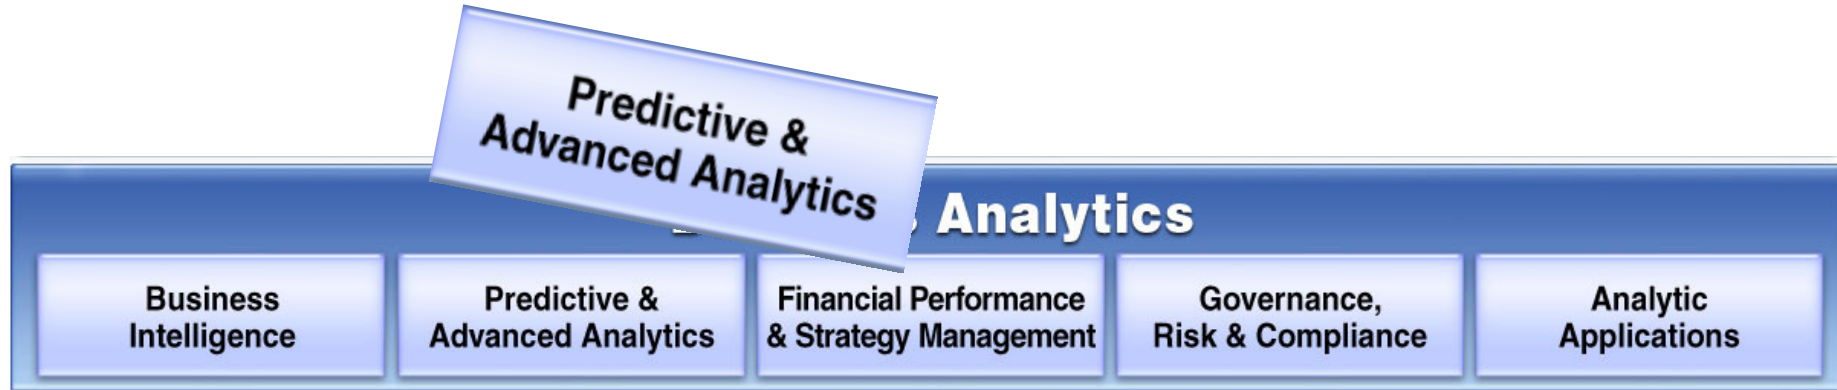 Predictive &
Advanced Analytics
Analytics
Business
Intelligence
Predictive &
Advanced Analytics
Financial Performance
& Strategy Management
Governance,
Risk & Compliance
Analytic
Applications